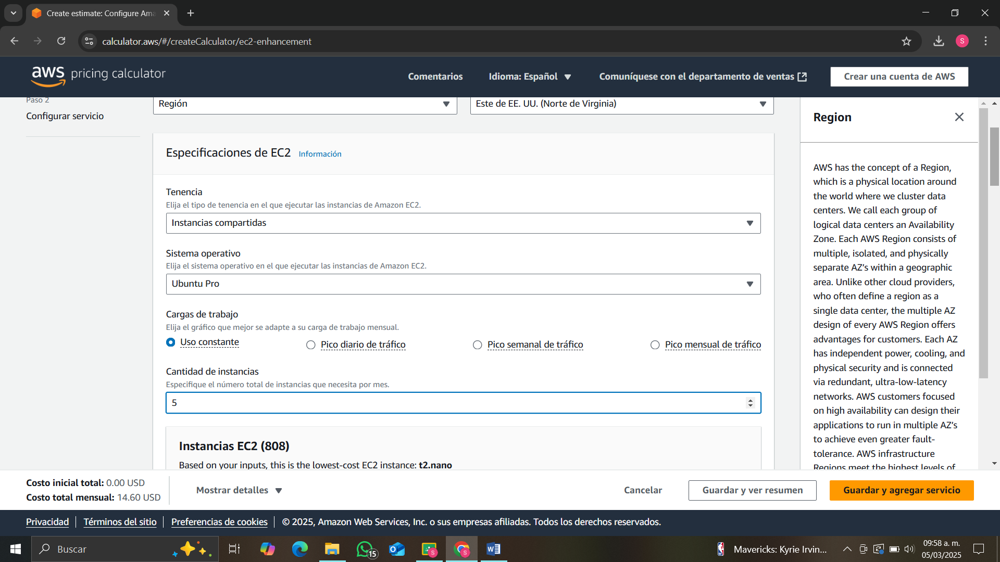 Create estimate: Configure Ama
calculator.aws/#/createCalculator/ec2-enhancement
S
aws pricing calculator
Comentarios
Idioma: Español
Comuníquese con el departamento de ventas
Crear una cuenta de AWS
Paso 2
Configurar servicio
Región
Este de EE. UU. (Norte de Virginia)
Especificaciones de EC2 Información
Tenencia
Elija el tipo de tenencia en el que ejecutar las instancias de Amazon EC2.
Instancias compartidas
Sistema operativo
Elija el sistema operativo en el que ejecutar las instancias de Amazon EC2.
Ubuntu Pro
Cargas de trabajo
Elija el gráfico que mejor se adapte a su carga de trabajo mensual.
Uso constante
Pico diario de tráfico
Pico semanal de tráfico
Pico mensual de tráfico
Cantidad de instancias
Especifique el número total de instancias que necesita por mes.
5
Instancias EC2 (808)
Based on your inputs, this is the lowest-cost EC2 instance: t2.nano
Region
AWS has the concept of a Region,
which is a physical location around
the world where we cluster data
centers. We call each group of
logical data centers an Availability
Zone. Each AWS Region consists of
multiple, isolated, and physically
separate AZ's within a geographic
area. Unlike other cloud providers,
who often define a region as a
single data center, the multiple AZ
design of every AWS Region offers
advantages for customers. Each AZ
has independent power, cooling, and
physical security and is connected
via redundant, ultra-low-latency
networks. AWS customers focused
on high availability can design their
applications to run in multiple AZ's
to achieve even greater fault-
tolerance. AWS infrastructure
Regions meet the highest levels of
Costo inicial total: 0.00 USD
Costo total mensual: 14.60 USD
Mostrar detalles
Cancelar
Guardar y ver resumen
Guardar y agregar servicio
Privacidad
Términos del sitio
Preferencias de cookies
© 2025, Amazon Web Services, Inc. o sus empresas afiliadas. Todos los derechos reservados.
Buscar
15
S
S
Mavericks: Kyrie Irvin...
09:58 a. m.
05/03/2025